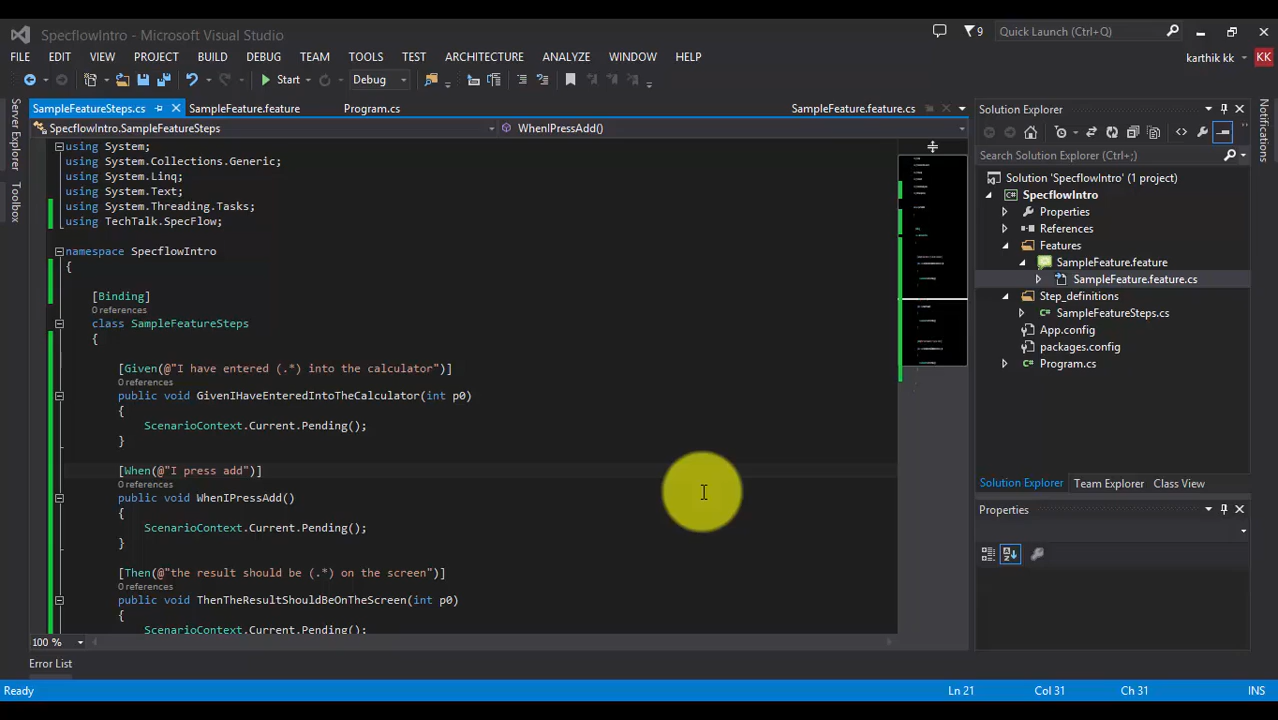 SpecflowIntro - Microsoft Visual Studio
9
Quick Launch (Ctrl+Q)
FILE EDIT VIEW PROJECT BUILD DEBUG TEAM TOOLS TEST ARCHITECTURE ANALYZE WINDOW HELP
karthik kk
KK
Start
Debug
Server Explorer
Toolbox
SampleFeatureSteps.cs
SampleFeature.feature
Program.cs
SampleFeature.feature.cs
SpecflowIntro.SampleFeatureSteps
WhenIPressAdd()
using System;
using System.Collections.Generic;
using System.Linq;
using System.Text;
using System.Threading.Tasks;
using TechTalk.SpecFlow;
namespace SpecflowIntro
{
[Binding]
0 references
class SampleFeatureSteps
{
[Given(@"I have entered (.*) into the calculator")]
0 references
public void GivenIHaveEnteredIntoTheCalculator(int p0)
{
ScenarioContext.Current.Pending();
}
[When(@"I press add")]
0 references
public void WhenIPressAdd()
{
ScenarioContext.Current.Pending();
}
[Then(@"the result should be (.*) on the screen")]
0 references
public void ThenTheResultShouldBeOnTheScreen(int p0)
{
ScenarioContext.Current.Pending();
100 %
Error List
Ready
Ln 21
Col 31
Ch 31
INS
Solution Explorer
Search Solution Explorer (Ctrl+;)
Solution 'SpecflowIntro' (1 project)
SpecflowIntro
Properties
References
Features
SampleFeature.feature
SampleFeature.feature.cs
Step_definitions
SampleFeatureSteps.cs
App.config
packages.config
Program.cs
Solution Explorer
Team Explorer
Class View
Properties
Notifications